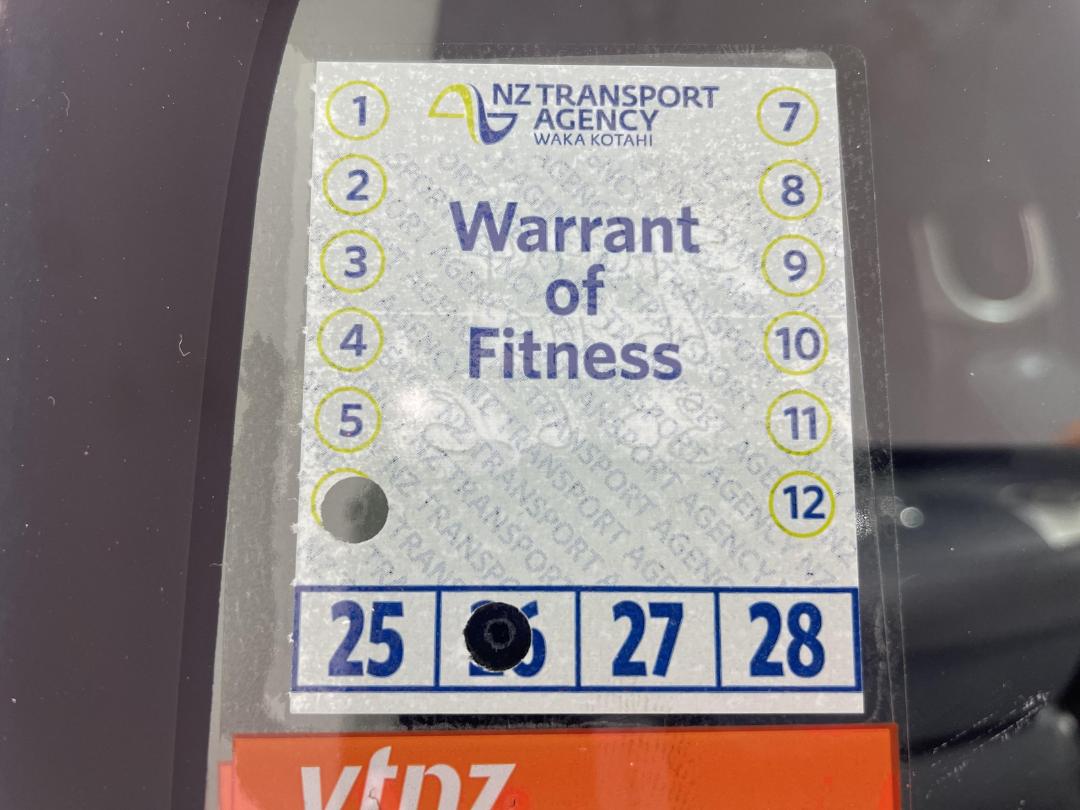 NZ TRANSPORT
AGENCY
WAKA KOTAHI
Warrant
of
Fitness
1
2
3
4
5
7
8
9
10
11
12
25 26 27 28
vtnz